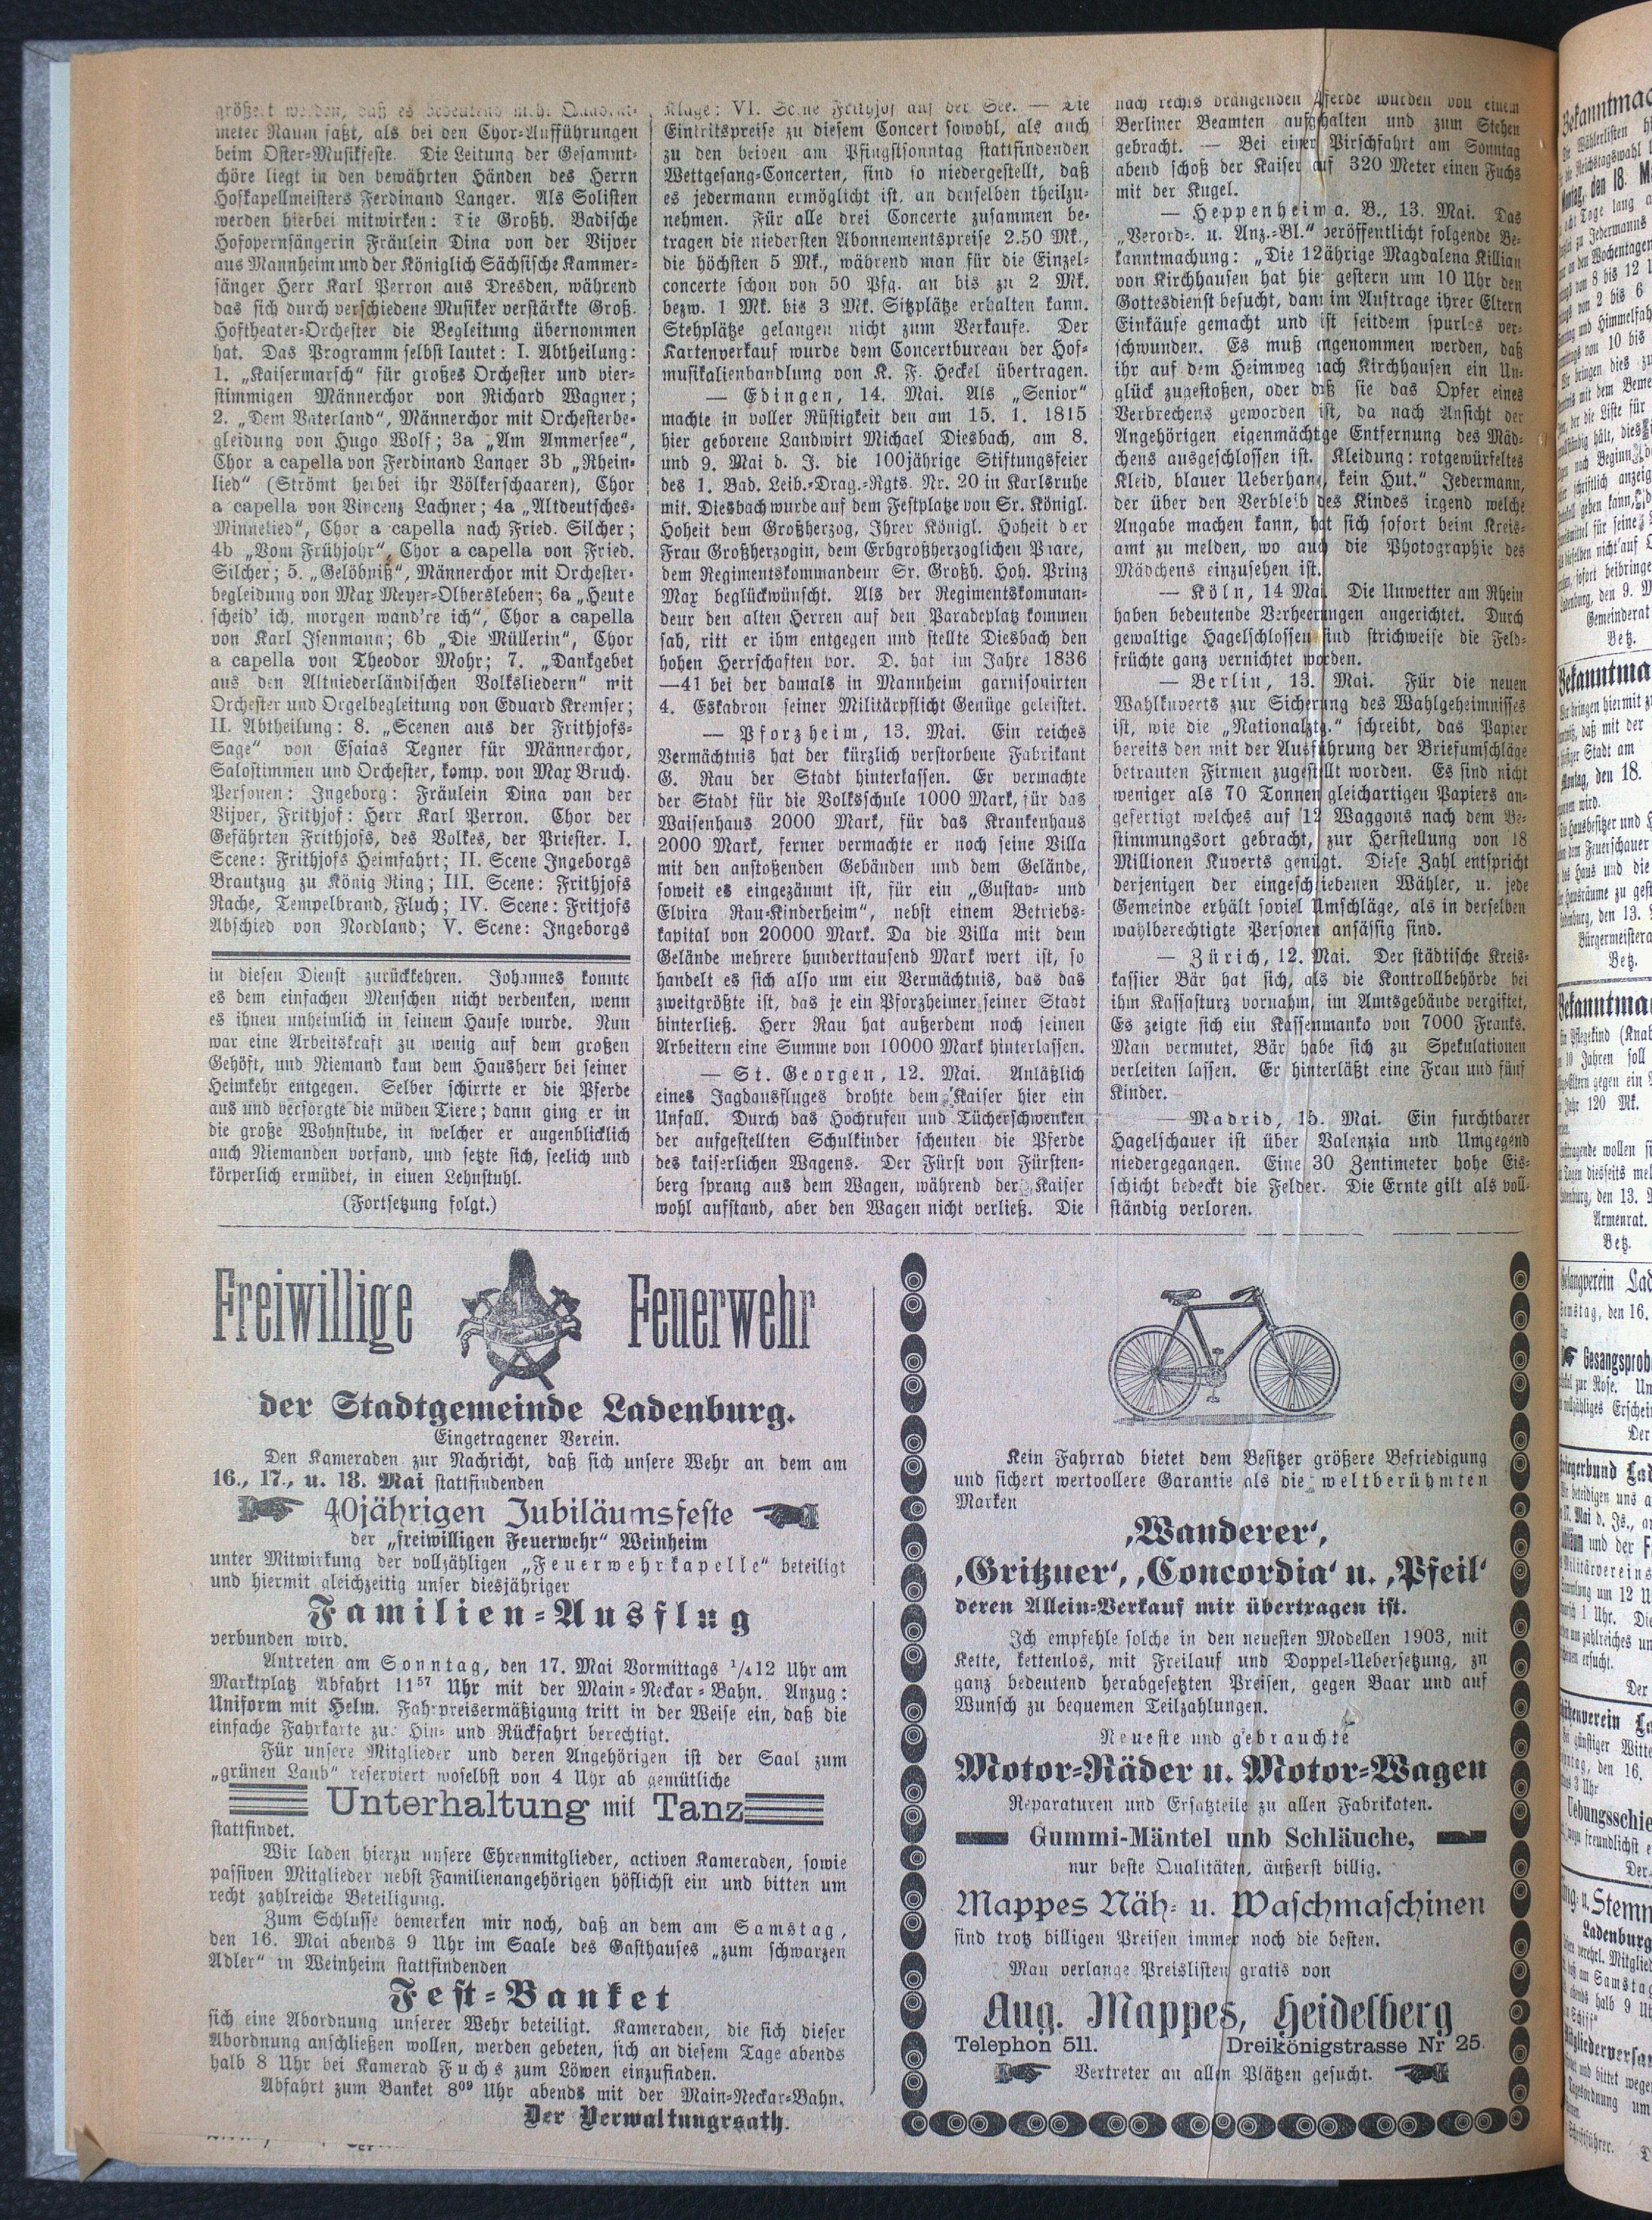 größert werden, daß es bedeutend mehr
meter Raum faßt, als bei den Chor-Aufführungen
beim Oster-Musikfeste. Die Leitung der Gesammt-
chöre liegt in den bewährten Händen des Herrn
Hofkapellmeisters Ferdinand Langer. Als Solisten
werden hierbei mitwirken: Die Großh. Badische
Hofopernsängerin Fräulein Dina von der Vijver
aus Mannheim und der Königlich Sächsische Kammer-
sänger Herr Karl Perron aus Dresden, während
das sich durch verschiedene Musiker verstärkte Groß.
Hoftheater-Orchester die Begleitung übernommen
hat. Das Programm selbst lautet: I. Abtheilung:
1. „Kaisermarsch“ für großes Orchester und vier-
stimmigen Männerchor von Richard Wagner;
2. „Dem Vaterland“, Männerchor mit Orchesterbe-
gleidung von Hugo Wolf; 3a „Am Ammersee“,
Chor a capella von Ferdinand Langer 3b „Rhein-
lied“ (Strömt herbei ihr Völkerschaaren), Chor
a capella von Vincenz Lachner; 4a „Altdeutsches-
Minnelied“, Chor a capella nach Fried. Silcher;
4b „Vom Frühjohr“, Chor a capella von Fried.
Silcher; 5. „Gelöbniß“, Männerchor mit Orchester-
begleidung von Max Meyer-Olbersleben; 6a „Heute
scheid' ich, morgen wand're ich“, Chor a capella
von Karl Isenmann; 6b „Die Müllerin“, Chor
a capella von Theodor Mohr; 7. „Dankgebet
aus den Altniederländischen Volksliedern“ mit
Orchester und Orgelbegleitung von Eduard Kremser;
II. Abtheilung: 8. „Scenen aus der Frithjofs-
Sage“ von Esaias Tegner für Männerchor,
Salostimmen und Orchester, komp. von Max Bruch.
Personen: Ingeborg: Fräulein Dina van der
Vijver, Frithjof: Herr Karl Perron. Chor der
Gefährten Frithjofs, des Volkes, der Priester. I.
Scene: Frithjofs Heimfahrt; II. Scene Ingeborgs
Brautzug zu König Ring; III. Scene: Frithjofs
Rache, Tempelbrand, Fluch; IV. Scene: Fritjofs
Abschied von Nordland; V. Scene: Ingeborgs
in diesen Dienst zurückkehren. Johannes konnte
es dem einfachen Menschen nicht verdenken, wenn
es ihnen unheimlich in seinem Hause wurde. Nun
war eine Arbeitskraft zu wenig auf dem großen
Gehöft, und Niemand kam dem Hausherr bei seiner
Heimkehr entgegen. Selber schirrte er die Pferde
aus und versorgte die müden Tiere; dann ging er in
die große Wohnstube, in welcher er augenblicklich
auch Niemanden vorfand, und setzte sich, seelich und
körperlich ermüdet, in einen Lehnstuhl.
(Fortsetzung folgt.)
Klage; VI. Scene Frithjof auf der See. — Die
Eintritspreise zu diesem Concert sowohl, als auch
zu den beiden am Pfingstsonntag stattfindenden
Wettgesang-Concerten, sind so niedergestellt, daß
es jedermann ermöglicht ist, an denselben theilzu-
nehmen. Für alle drei Concerte zusammen be-
tragen die niedersten Abonnementspreise 2.50 Mk.,
die höchsten 5 Mk., während man für die Einzel-
concerte schon von 50 Pfg. an bis zu 2 Mk.
bezw. 1 Mk. bis 3 Mk. Sitzplätze erhalten kann.
Stehplätze gelangen nicht zum Verkaufe. Der
Kartenverkauf wurde dem Concertbureau der Hof-
musikalienhandlung von K. F. Heckel übertragen.
— Edingen, 14. Mai. Als „Senior“
machte in voller Rüstigkeit den am 15. 1. 1815
hier geborene Landwirt Michael Diesbach, am 8.
und 9. Mai d. J. die 100jährige Stiftungsfeier
des 1. Bad. Leib.-Drag.-Rgts. Nr. 20 in Karlsruhe
mit. Diesbach wurde auf dem Festplatze von Sr. Königl.
Hoheit dem Großherzog, Ihrer Königl. Hoheit der
Frau Großherzogin, dem Erbgroßherzoglichen Paare,
dem Regimentskommandeur Sr. Großh. Hoh. Prinz
Max beglückwünscht. Als der Regimentskomman-
deur den alten Herren auf den Paradeplatz kommen
sah, ritt er ihm entgegen und stellte Diesbach den
hohen Herrschaften vor. D. hat im Jahre 1836
—41 bei der damals in Mannheim garnisonirten
4. Eskabron seiner Militärpflicht Genüge geleistet.
— Pforzheim, 13. Mai. Ein reiches
Vermächtnis hat der kürzlich verstorbene Fabrikant
G. Rau der Stadt hinterlassen. Er vermachte
der Stadt für die Volksschule 1000 Mark, für das
Waisenhaus 2000 Mark, für das Krankenhaus
2000 Mark, ferner vermachte er noch seine Villa
mit den anstoßenden Gebänden und dem Gelände,
soweit es eingezäumt ist, für ein „Gustav- und
Elvira Rau-Kinderheim“, nebst einem Betriebs-
kapital von 20000 Mark. Da die Villa mit dem
Gelände mehrere hunderttausend Mark wert ist, so
handelt es sich also um ein Vermächtnis, das das
zweitgrößte ist, das je ein Pforzheimer seiner Stadt
hinterließ. Herr Rau hat außerdem noch seinen
Arbeitern eine Summe von 10000 Mark hinterlassen.
— St. Georgen, 12. Mai. Anläßlich
eines Jagdausfluges drohte dem Kaiser hier ein
Unfall. Durch das Hochrufen und Tücherschwenken
der aufgestellten Schulkinder scheuten die Pferde
des kaiserlichen Wagens. Der Fürst von Fürsten-
berg sprang aus dem Wagen, während der Kaiser
wohl aufstand, aber den Wagen nicht verließ. Die
nach rechts drängenden Pferde wurden von einem
Berliner Beamten aufgehalten und zum Stehen
gebracht. — Bei einer Pirschfahrt am Sonntag
abend schoß der Kaiser auf 320 Meter einen Fuchs
mit der Kugel.
— Heppenheim a. B., 13. Mai. Das
„Verord-. u. Anz.-Bl.“ veröffentlicht folgende Be-
kanntmachung: „Die 12ährige Magdalena Killian
von Kirchhausen hat hier gestern um 10 Uhr den
Gottesdienst besucht, dann im Auftrage ihrer Eltern
Einkäufe gemacht und ist seitdem spurlos ver-
schwunden. Es muß angenommen werden, daß
ihr auf dem Heimweg nach Kirchhausen ein Un-
glück zugestoßen, oder daß sie das Opfer eines
Verbrechens geworden ist, da nach Ansicht der
Angehörigen eigenmächtige Entfernung des Mäd-
chens ausgeschlossen ist. Kleidung: rotgewürfeltes
Kleid, blauer Ueberhang, kein Hut.“ Jedermann,
der über den Verbleib des Kindes irgend welche
Angabe machen kann, hat sich sofort beim Kreis-
amt zu melden, wo auch die Photographie des
Mädchens einzusehen ist.
— Köln, 14 Mai. Die Unwetter am Rhein
haben bedeutende Verheerungen angerichtet. Durch
gewaltige Hagelschlossen sind strichweise die Feld-
früchte ganz vernichtet worden.
— Berlin, 13. Mai. Für die neuen
Wahlkuverts zur Sicherung des Wahlgeheimnisses
ist, wie die „Nationalztg.“ schreibt, das Papier
bereits den mit der Ausführung der Briefumschläge
betrauten Firmen zugestellt worden. Es sind nicht
weniger als 70 Tonnen gleichartigen Papiers an-
gefertigt welches auf 12 Waggons nach dem Be-
stimmungsort gebracht, zur Herstellung von 18
Millionen Kuverts genügt. Diese Zahl entspricht
derjenigen der eingeschriebenen Wähler, u. jede
Gemeinde erhält soviel Umschläge, als in derselben
wahlberechtigte Personen ansässig sind.
— Zürich, 12. Mai. Der städtische Kreis-
kassier Bär hat sich, als die Kontrollbehörde bei
ihm Kassasturz vornahm, im Amtsgebäude vergiftet.
Es zeigte sich ein Kassenmanko von 7000 Franks.
Man vermutet, Bär habe sich zu Spekulationen
verleiten lassen. Er hinterläßt eine Frau und fünf
Kinder.
— Madrid, 15. Mai. Ein furchtbarer
Hagelschauer ist über Valenzia und Umgegend
niedergegangen. Eine 30 Zentimeter hohe Eis-
schicht bedeckt die Felder. Die Ernte gilt als voll-
ständig verloren.
Freiwillige Feuerwehr
der Stadtgemeinde Ladenburg.
Eingetragener Verein.
Den Kameraden zur Nachricht, daß sich unsere Wehr an dem am
16., 17., u. 18. Mai stattfindenden
40jährigen Jubiläumsfeste
der „freiwilligen Feuerwehr“ Weinheim
unter Mitwirkung der vollzähligen „Feuerwehrkapelle“ beteiligt
und hiermit gleichzeitig unser diesjähriger
Familien-Ausflug
verbunden wird.
Antreten am Sonntag, den 17. Mai Vormittags ¼12 Uhr am
Marktplatz Abfahrt 11⁵⁷ Uhr mit der Main-Neckar-Bahn. Anzug:
Uniform mit Helm. Fahrpreisermäßigung tritt in der Weise ein, daß die
einfache Fahrkarte zur Hin- und Rückfahrt berechtigt.
Für unsere Mitglieder und deren Angehörigen ist der Saal zum
„grünen Laub“ reserviert woselbst von 4 Uhr ab gemütliche
Unterhaltung mit Tanz
stattfindet.
Wir laden hierzu unsere Ehrenmitglieder, activen Kameraden, sowie
passiven Mitglieder nebst Familienangehörigen höflichst ein und bitten um
recht zahlreiche Beteiligung.
Zum Schlusse bemerken mir noch, daß an dem am Samstag,
den 16. Mai abends 9 Uhr im Saale des Gasthauses „zum schwarzen
Adler“ in Weinheim stattfindenden
Fest-Banket
sich eine Abordnung unserer Wehr beteiligt. Kameraden, die sich dieser
Abordnung anschließen wollen, werden gebeten, sich an diesem Tage abends
halb 8 Uhr bei Kamerad Fuchs zum Löwen einzufinden.
Abfahrt zum Banket 8⁰⁹ Uhr abends mit der Main-Neckar-Bahn.
Der Verwaltungrsath.
Kein Fahrrad bietet dem Besitzer größere Befriedigung
und sichert wertvollere Garantie als die weltberühmten
Marken
‚Wanderer‘,
‚Gritzner‘, ‚Concordia‘ u. ‚Pfeil‘
deren Allein-Verkauf mir übertragen ist.
Ich empfehle solche in den neuesten Modellen 1903, mit
Kette, kettenlos, mit Freilauf und Doppel-Uebersetzung, zu
ganz bedeutend herabgesetzten Preisen, gegen Baar und auf
Wunsch zu bequemen Teilzahlungen.
Neueste und gebrauchte
Motor-Räder u. Motor-Wagen
Reparaturen und Ersatzteile zu allen Fabrikaten.
Gummi-Mäntel unb Schläuche,
nur beste Qualitäten, äußerst billig.
Mappes Näh- u. Waschmaschinen
sind trotz billigen Preisen immer noch die besten.
Man verlange Preislisten gratis von
Aug. Mappes, Heidelberg
Telephon 511. Dreikönigstrasse Nr 25.
Vertreter an allen Plätzen gesucht.